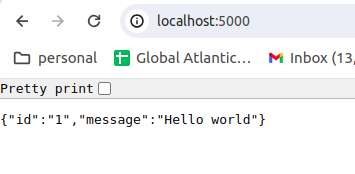 localhost:5000
personal
Global Atlantic...
Inbox (13,
Pretty print
{"id":"1","message":"Hello world"}